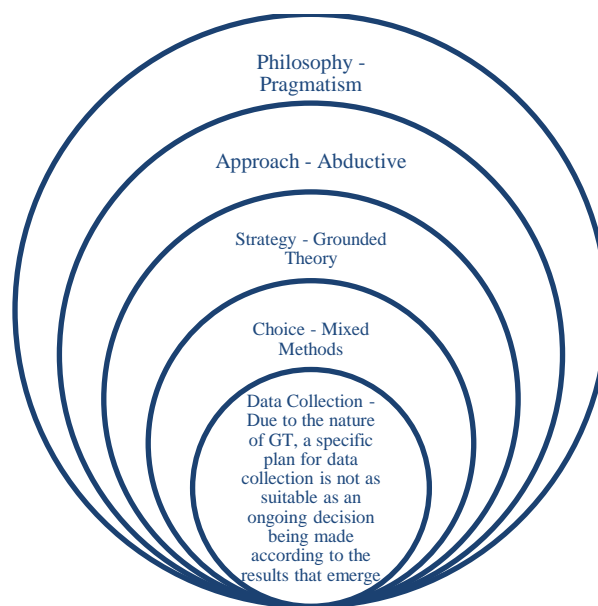 Philosophy -
Pragmatism
Approach - Abductive
Strategy - Grounded
Theory
Choice - Mixed
Methods
Data Collection -
Due to the nature
of GT, a specific
plan for data
collection is not as
suitable as an
ongoing decision
being made
according to the
results that emerge